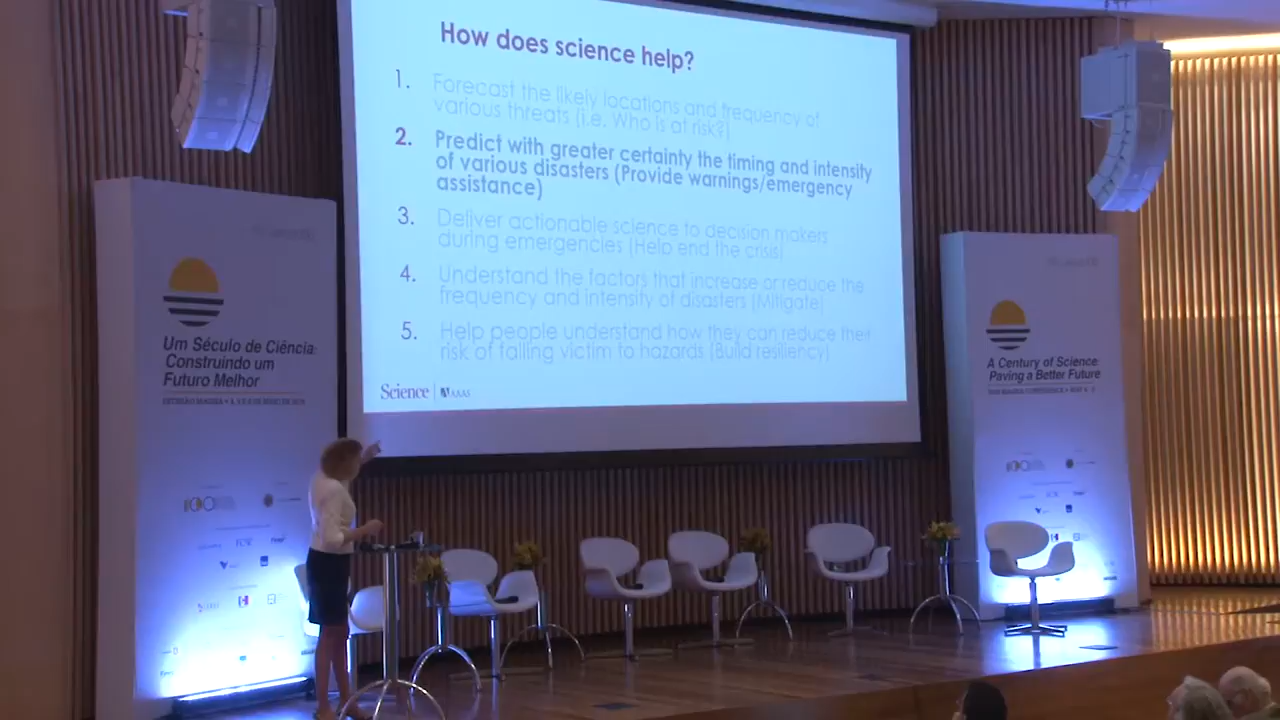 How does science help?
1. Forecast the likely locations and frequency of
various threats (i.e. Who is at risk?)
2. Predict with greater certainty the timing and intensity
of various disasters (Provide warnings/emergency
assistance)
3. Deliver actionable science to decision makers
during emergencies (Help end the crisis)
4. Understand the factors that increase or reduce the
frequency and intensity of disasters (Mitigate)
5. Help people understand how they can reduce their
risk of falling victim to hazards (Build resiliency)
Science | AAAS
Um Século de Ciência:
Construindo um
Futuro Melhor
A Century of Science:
Paving a Better Future